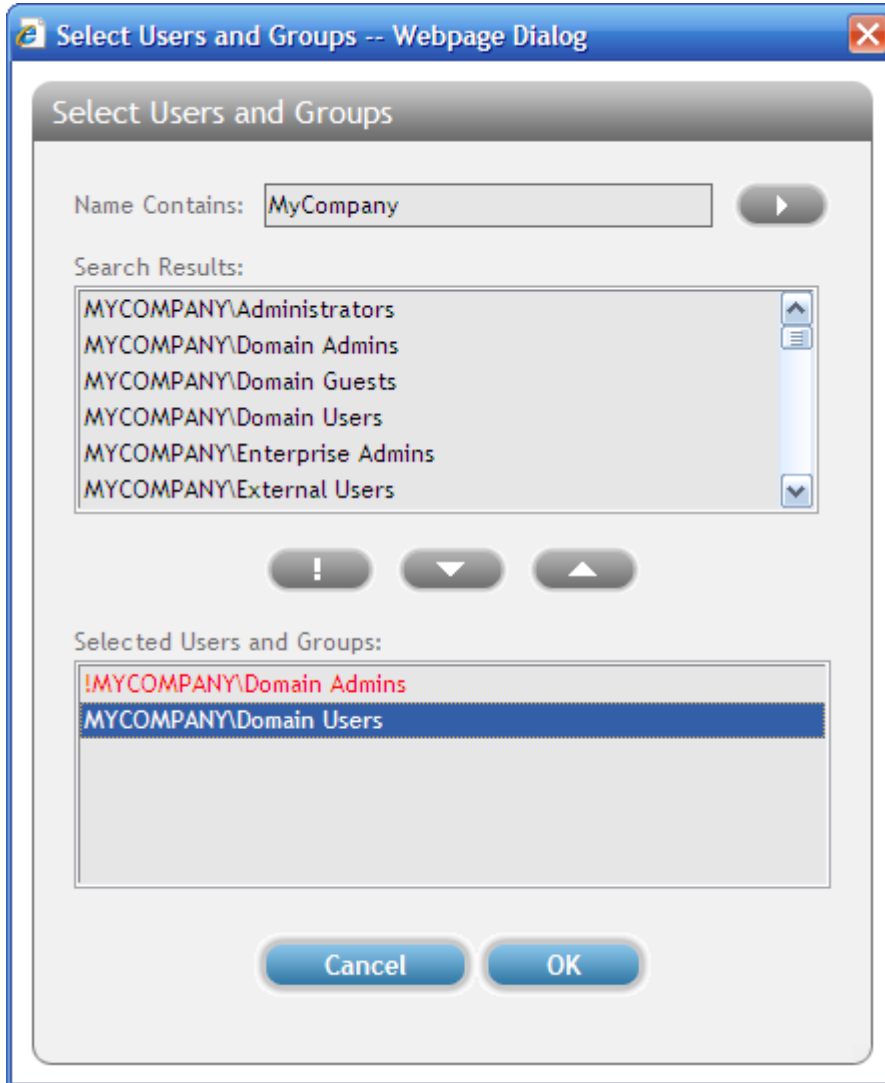 Select Users and Groups -- Webpage Dialog
Select Users and Groups
Name Contains: MyCompany
Search Results:
MYCOMPANY\Administrators
MYCOMPANY\Domain Admins
MYCOMPANY\Domain Guests
MYCOMPANY\Domain Users
MYCOMPANY\Enterprise Admins
MYCOMPANY\External Users
!
Selected Users and Groups:
!MYCOMPANY\Domain Admins
MYCOMPANY\Domain Users
Cancel OK